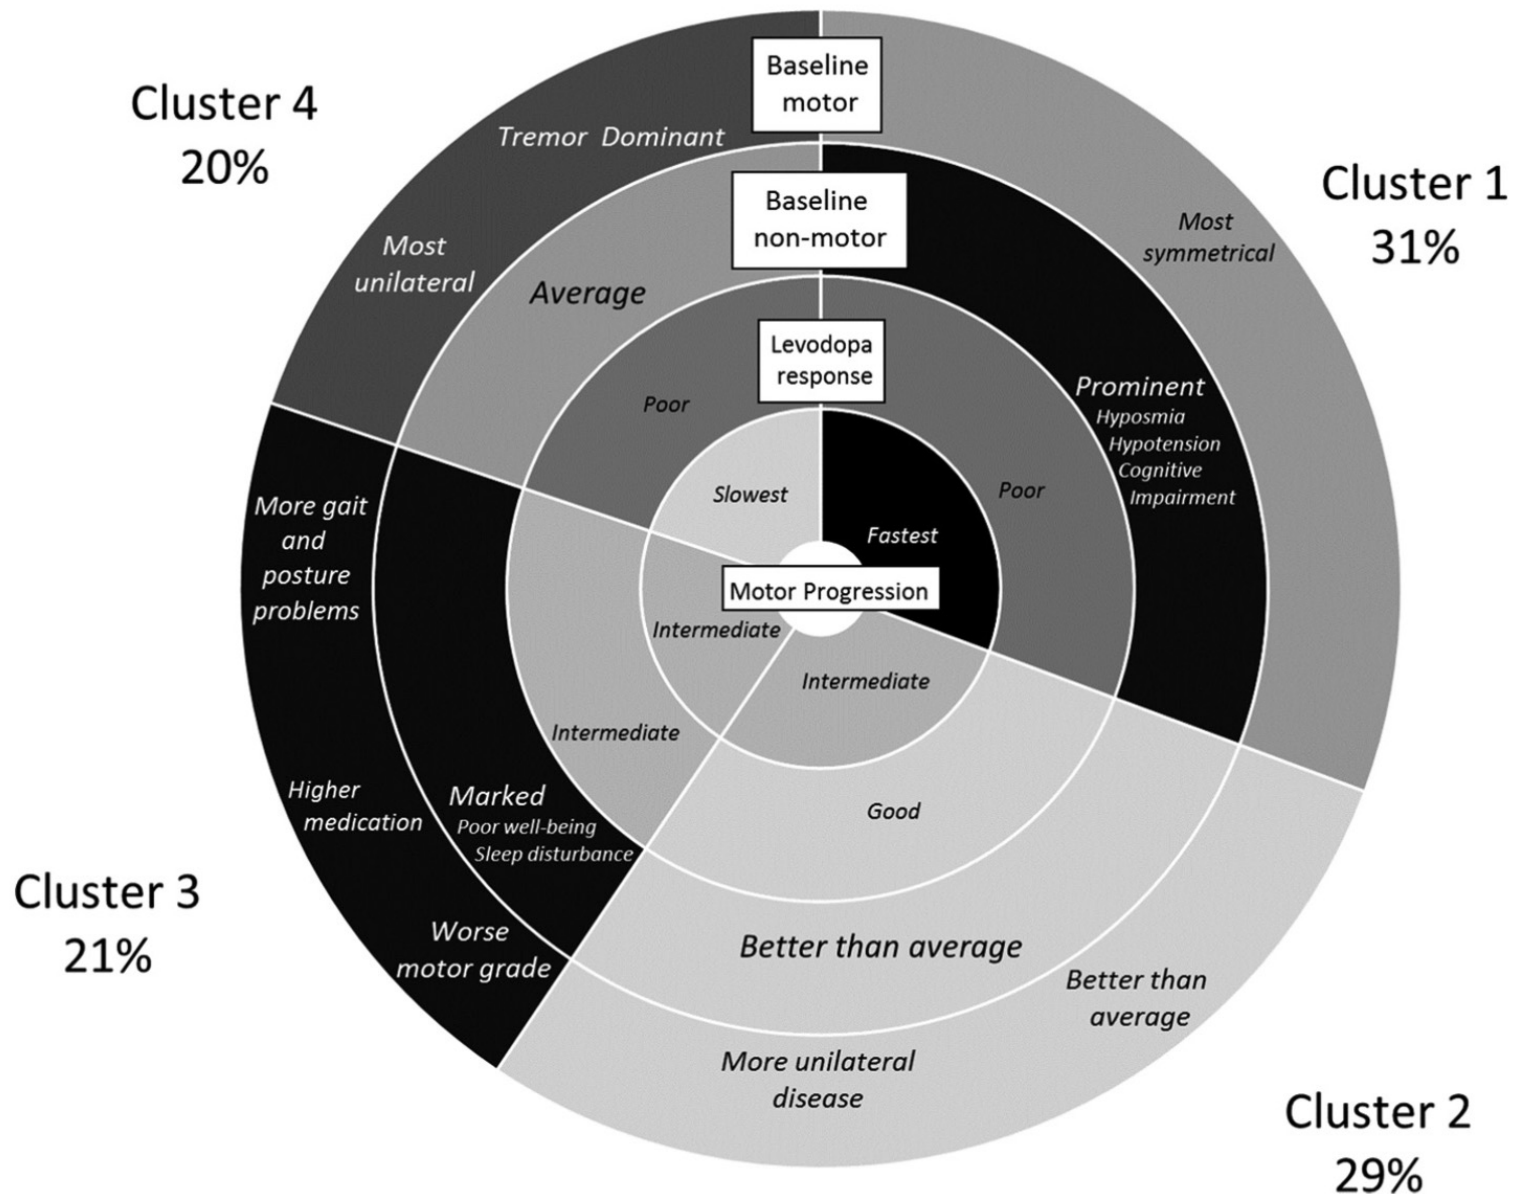 Baseline
motor
Baseline
non-motor
Levodopa
response
Motor Progression
Cluster 1
31%
Most
symmetrical
Prominent
Hyposmia
Hypotension
Cognitive
Impairment
Poor
Fastest
Cluster 2
29%
Better than
average
More unilateral
disease
Better than average
Good
Intermediate
Cluster 3
21%
More gait
and
posture
problems
Higher
medication
Worse
motor grade
Marked
Poor well-being
Sleep disturbance
Intermediate
Intermediate
Cluster 4
20%
Tremor Dominant
Most
unilateral
Average
Poor
Slowest